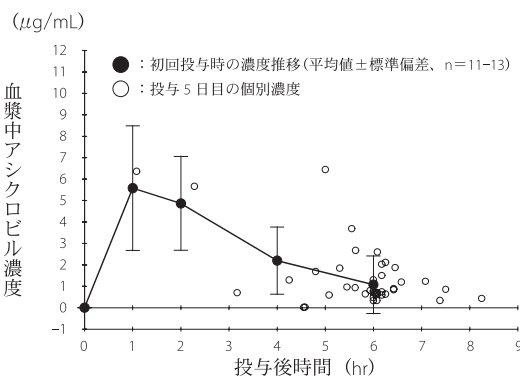 (μg/mL)
12
11
10
9
8
7
6
5
4
3
2
1
0
−1
血漿中アシクロビル濃度
●：初回投与時の濃度推移(平均値±標準偏差、n＝11−13)
○：投与5日目の個別濃度
0 1 2 3 4 5 6 7 8 9
投与後時間 (hr)